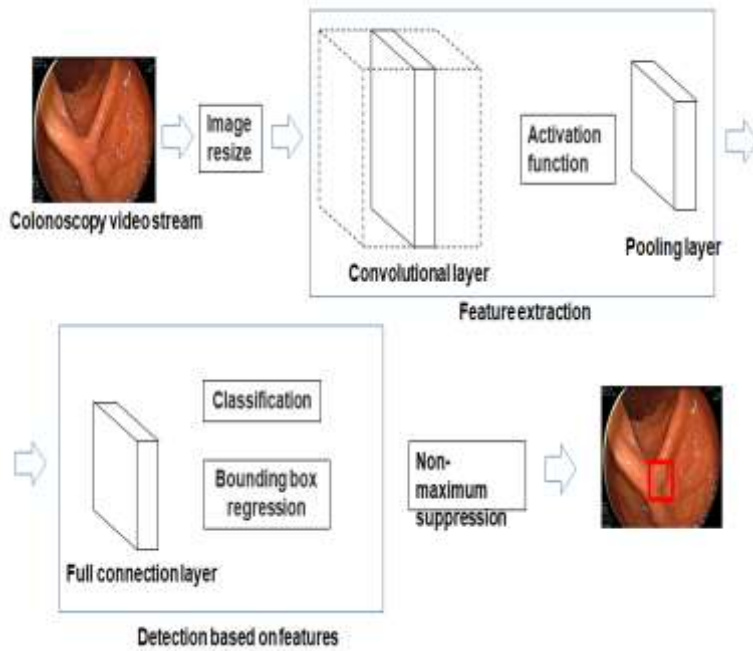 Image
resize
Colonoscopy video stream
Convolutional layer
Activation
function
Pooling layer
Feature extraction
Full connection layer
Classification
Bounding box
regression
Detection based on features
Non-
maximum
suppression